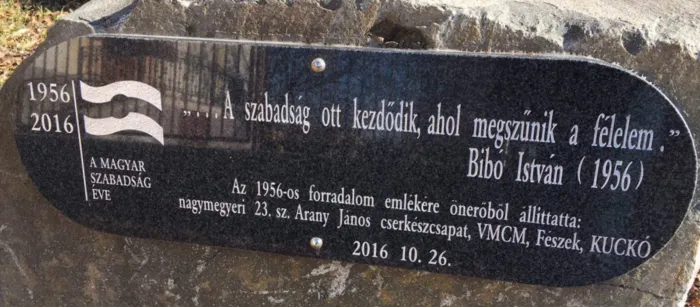 1956
2016
A MAGYAR
SZABADSÁG
ÉVE
„...A szabadság ott kezdődik, ahol megszűnik a félelem."
Bibó István (1956)
Az 1956-os forradalom emlékére önerőből állíttatta:
nagymegyeri 23. sz. Arany János cserkészcsapat, VMCM, Fészek, KUCKÓ
2016 10. 26.